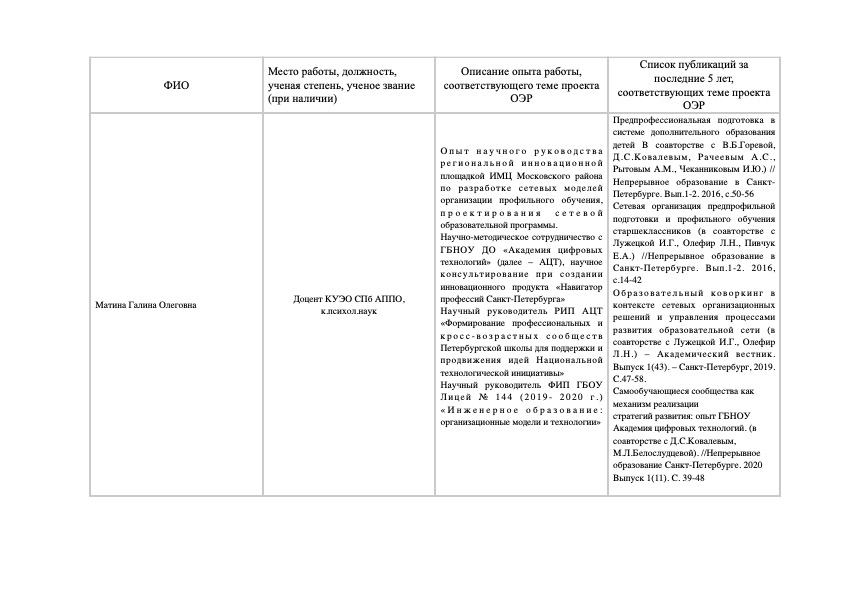 ФИО
Место работы, должность,
ученая степень, ученое звание
(при наличии)
Описание опыта работы,
соответствующего теме проекта
ОЭР
Список публикаций за
последние 5 лет,
соответствующих теме проекта
ОЭР
Матина Галина Олеговна
Доцент КУЭО СПб АППО,
к.психол.наук
Опыт научного руководства
региональной инновационной
площадкой ИМЦ Московского района
по разработке сетевых моделей
организации профильного обучения,
проектирования сетевой
образовательной программы.
Научно-методическое сотрудничество с
ГБНОУ ДО «Академия цифровых
технологий» (далее – АЦТ), научное
консультирование при создании
инновационного продукта «Навигатор
профессий Санкт-Петербурга»
Научный руководитель РИП АЦТ
«Формирование профессиональных и
кросс-возрастных сообществ
Петербургской школы для поддержки и
продвижения идей Национальной
технологической инициативы»
Научный руководитель ФИП ГБОУ
Лицей № 144 (2019- 2020 г.)
«Инженерное образование:
организационные модели и технологии»
Предпрофессиональная подготовка в
системе дополнительного образования
детей В соавторстве с В.Б.Горевой,
Д.С.Ковалевым, Рачеевым А.С.,
Рытовым А.М., Чеканниковым И.Ю.) //
Непрерывное образование в Санкт-
Петербурге. Вып.1-2. 2016, с.50-56
Сетевая организация предпрофильной
подготовки и профильного обучения
старшеклассников (в соавторстве с
Лужецкой И.Г., Олефир Л.Н., Пивчук
Е.А.) //Непрерывное образование в
Санкт-Петербурге. Вып.1-2. 2016,
с.14-42
Образовательный коворкинг в
контексте сетевых организационных
решений и управления процессами
развития образовательной сети (в
соавторстве с Лужецкой И.Г., Олефир
Л.Н.) – Академический вестник.
Выпуск 1(43). – Санкт-Петербург, 2019.
С.47-58.
Самообучающиеся сообщества как
механизм реализации
стратегий развития: опыт ГБНОУ
Академия цифровых технологий. (в
соавторстве с Д.С.Ковалевым,
М.Л.Белослудцевой). //Непрерывное
образование Санкт-Петербурге. 2020
Выпуск 1(11). С. 39-48